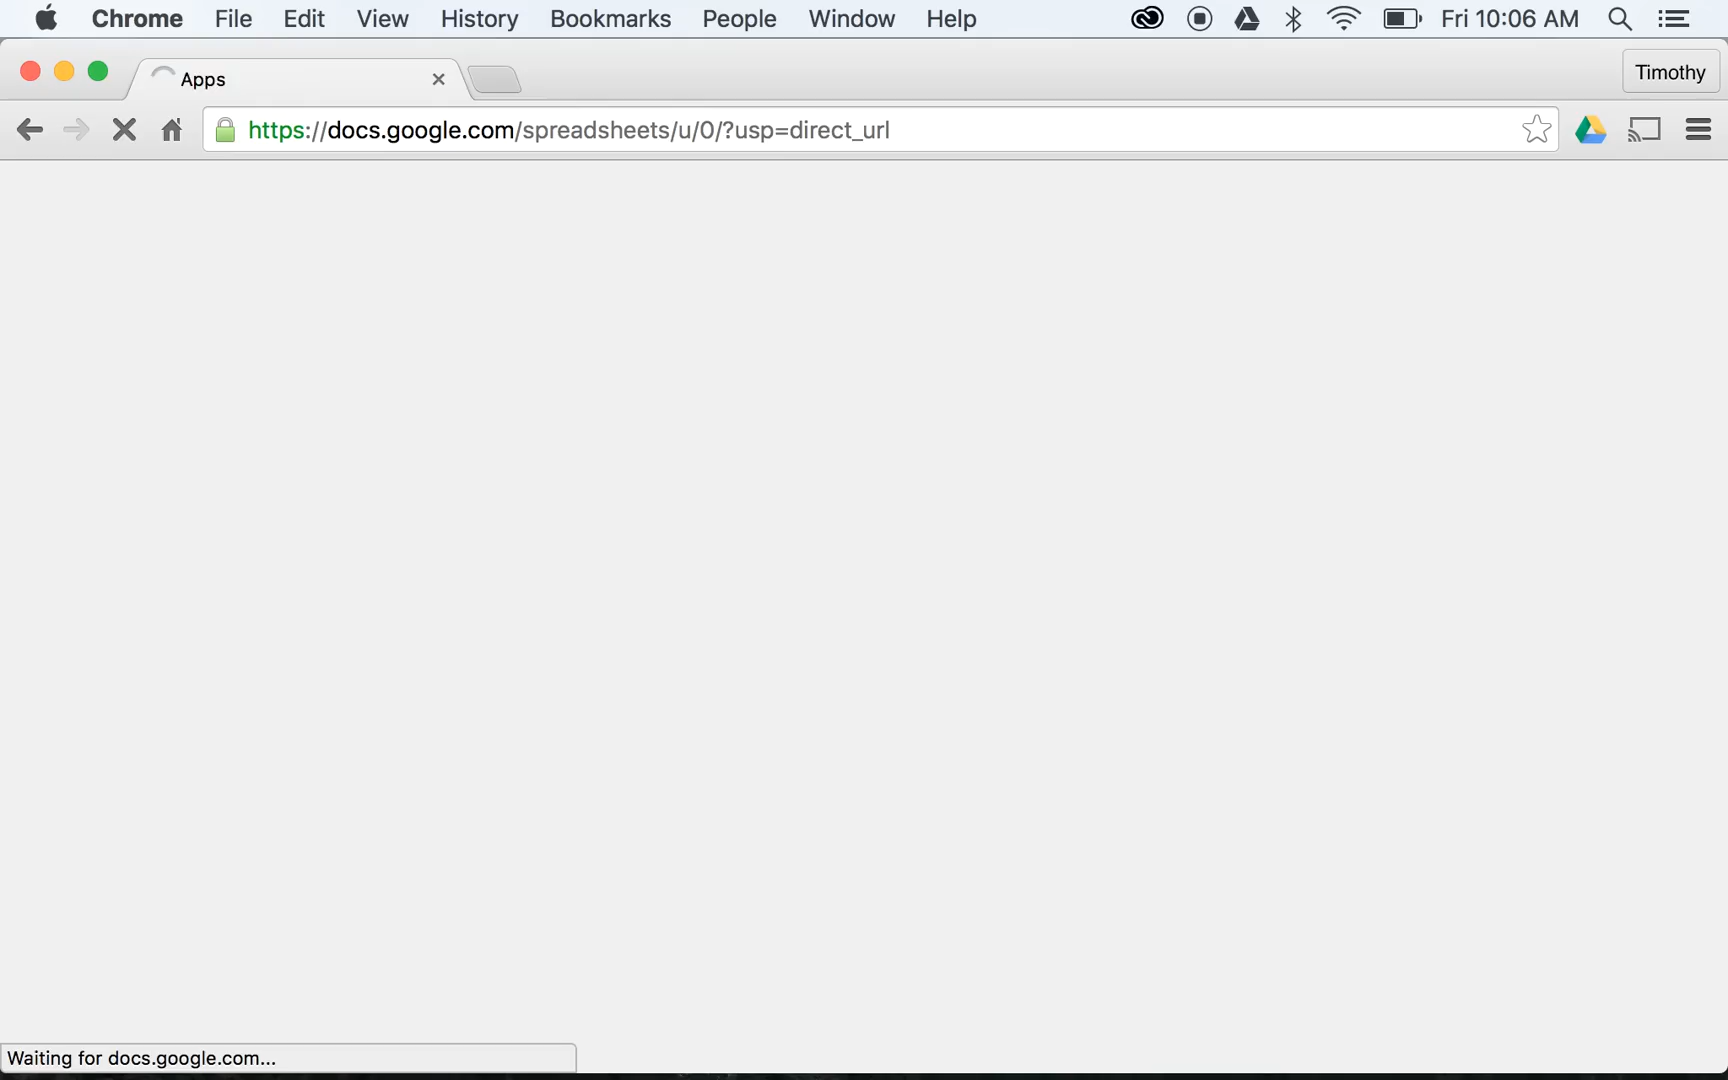 Chrome File Edit View History Bookmarks People Window Help Fri 10:06 AM
Apps Timothy
https://docs.google.com/spreadsheets/u/0/?usp=direct_url
Waiting for docs.google.com...